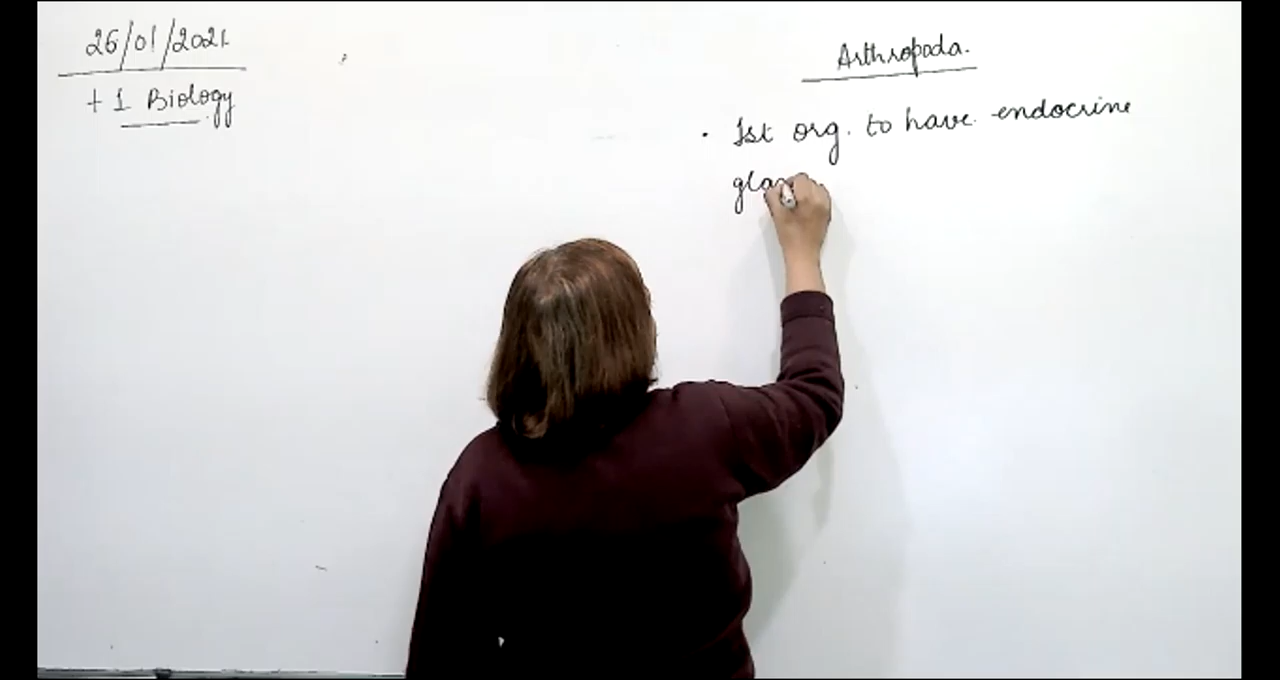 26/01/2021
+1 Biology
Arthropoda.
• 1st org. to have endocrine